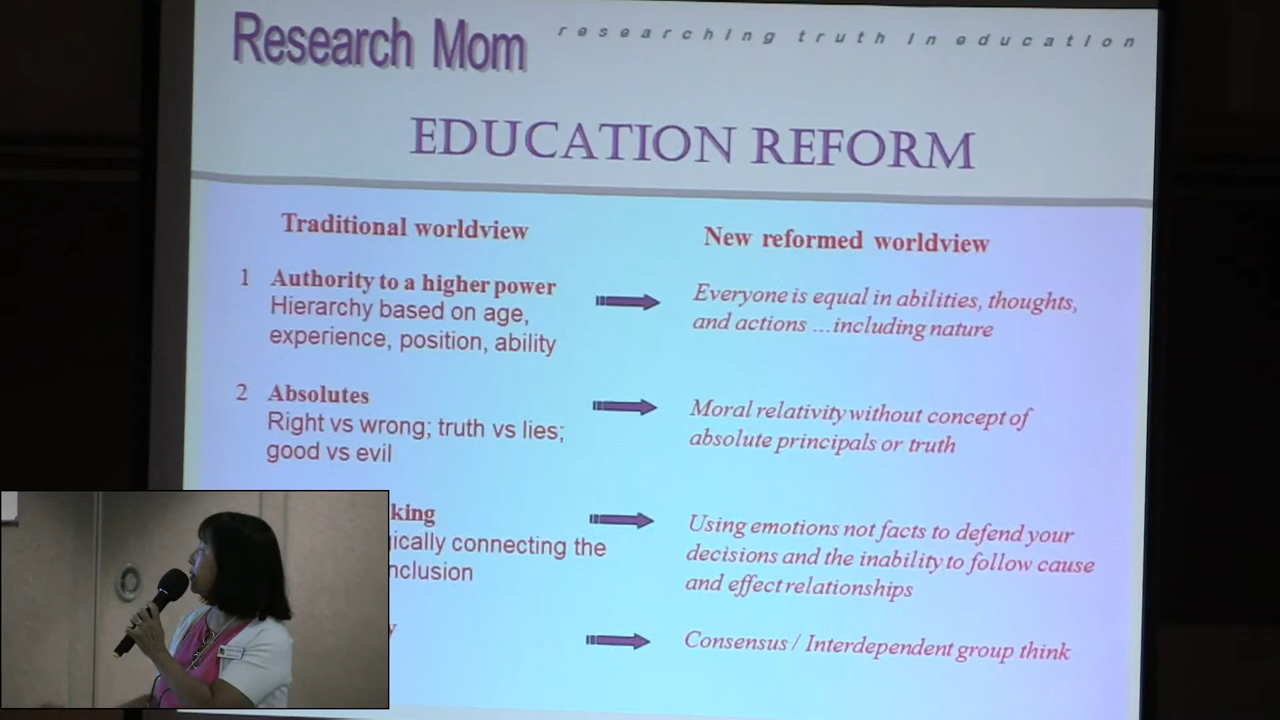 Research Mom
researching truth in education
EDUCATION REFORM
Traditional worldview
New reformed worldview
1 Authority to a higher power
Hierarchy based on age,
experience, position, ability
Everyone is equal in abilities, thoughts,
and actions ...including nature
2 Absolutes
Right vs wrong; truth vs lies;
good vs evil
Moral relativity without concept of
absolute principals or truth
king
ically connecting the
nclusion
Using emotions not facts to defend your
decisions and the inability to follow cause
and effect relationships
y
Consensus / Interdependent group think